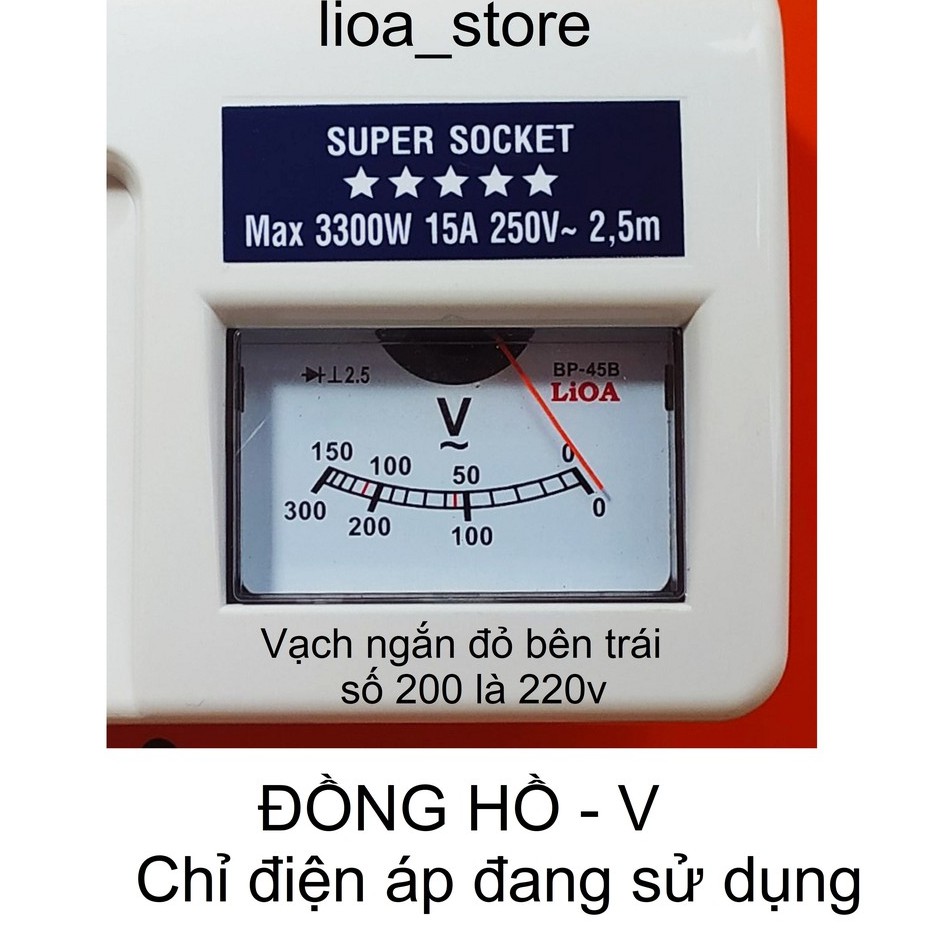 lioa_store
SUPER SOCKET
★★★★★
Max 3300W 15A 250V~ 2,5m
2.5
BP-45B
LiOA
V
~
150 100 50 0
300 200 100 0
Vạch ngắn đỏ bên trái
số 200 là 220v
ĐỒNG HỒ - V
Chỉ điện áp đang sử dụng